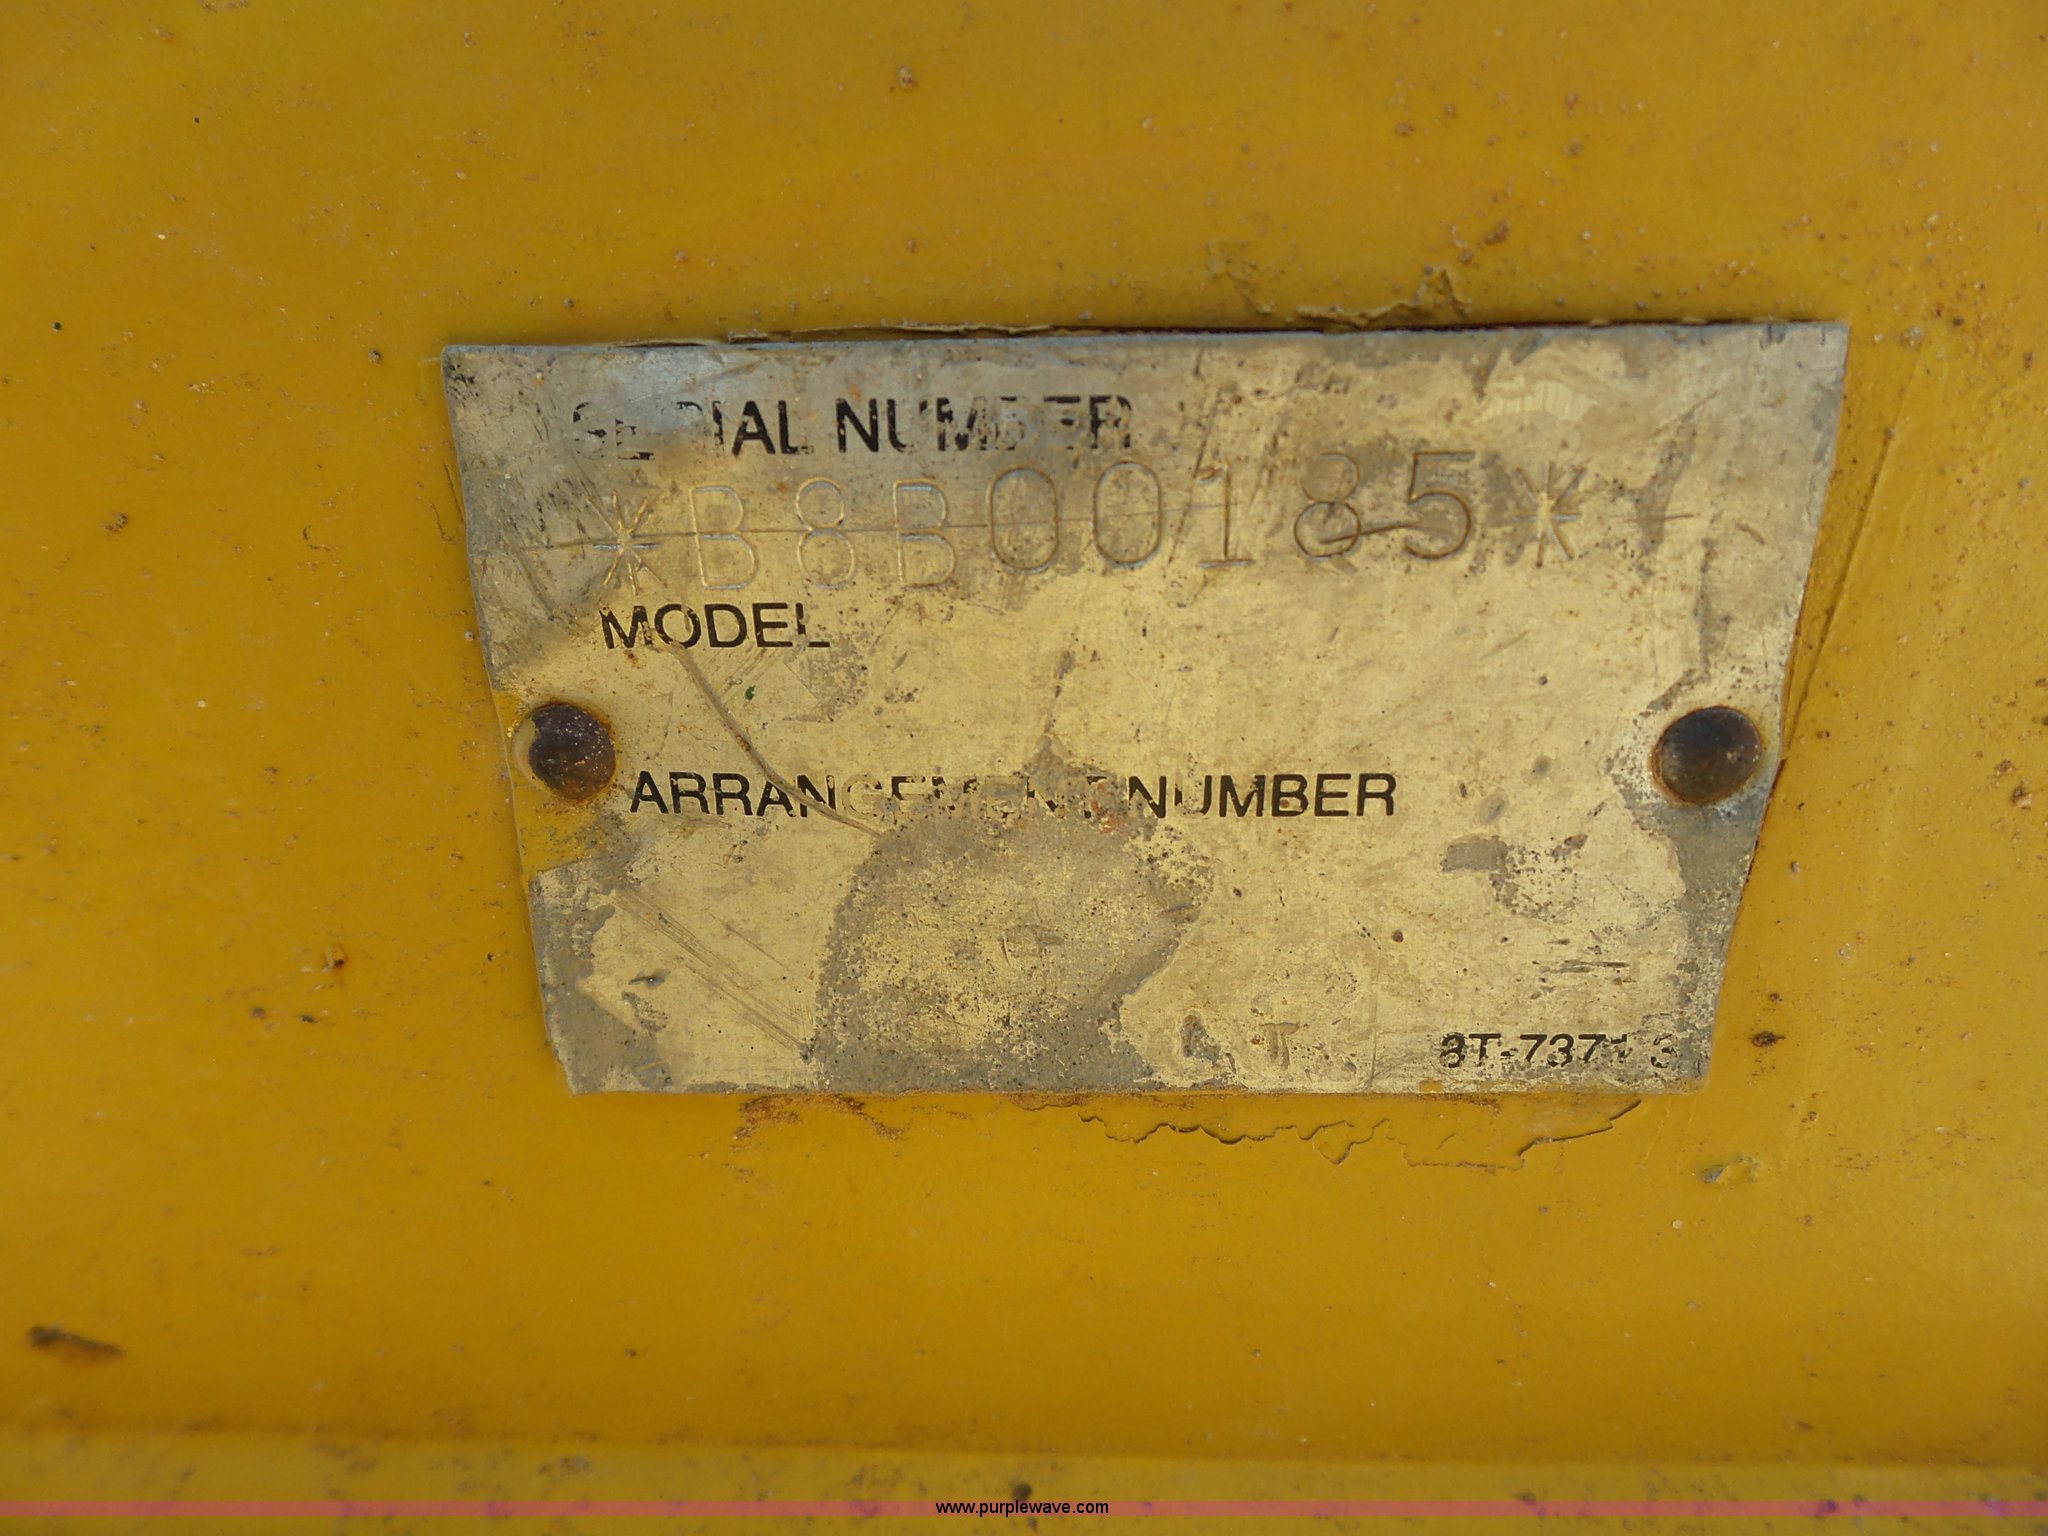 SERIAL NUMBER
*B8B00185*
MODEL
ARRANGEMENT NUMBER
www.purplewave.com